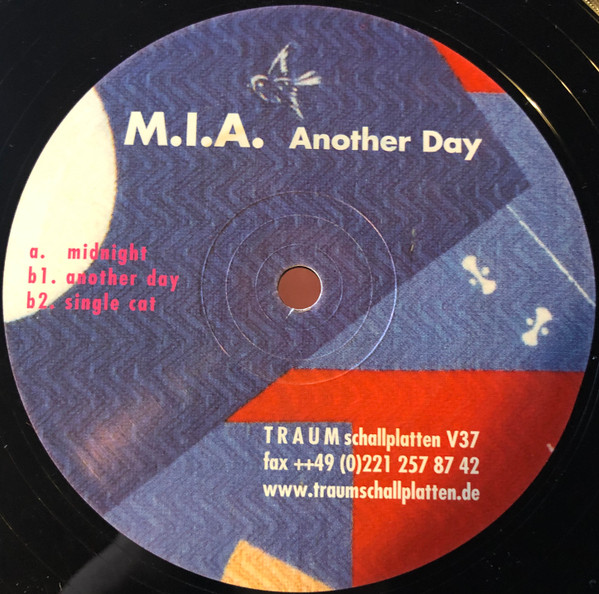 M.I.A. Another Day
a. midnight
b1. another day
b2. single cat
TRAUM schallplatten V37
fax ++49 (0)221 257 87 42
www.traumschallplatten.de